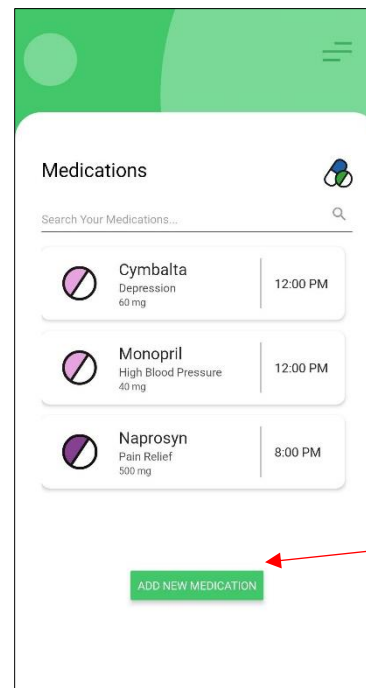 Medications
Search Your Medications...
Cymbalta
Depression
60 mg
12:00 PM
Monopril
High Blood Pressure
40 mg
12:00 PM
Naprosyn
Pain Relief
500 mg
8:00 PM
ADD NEW MEDICATION